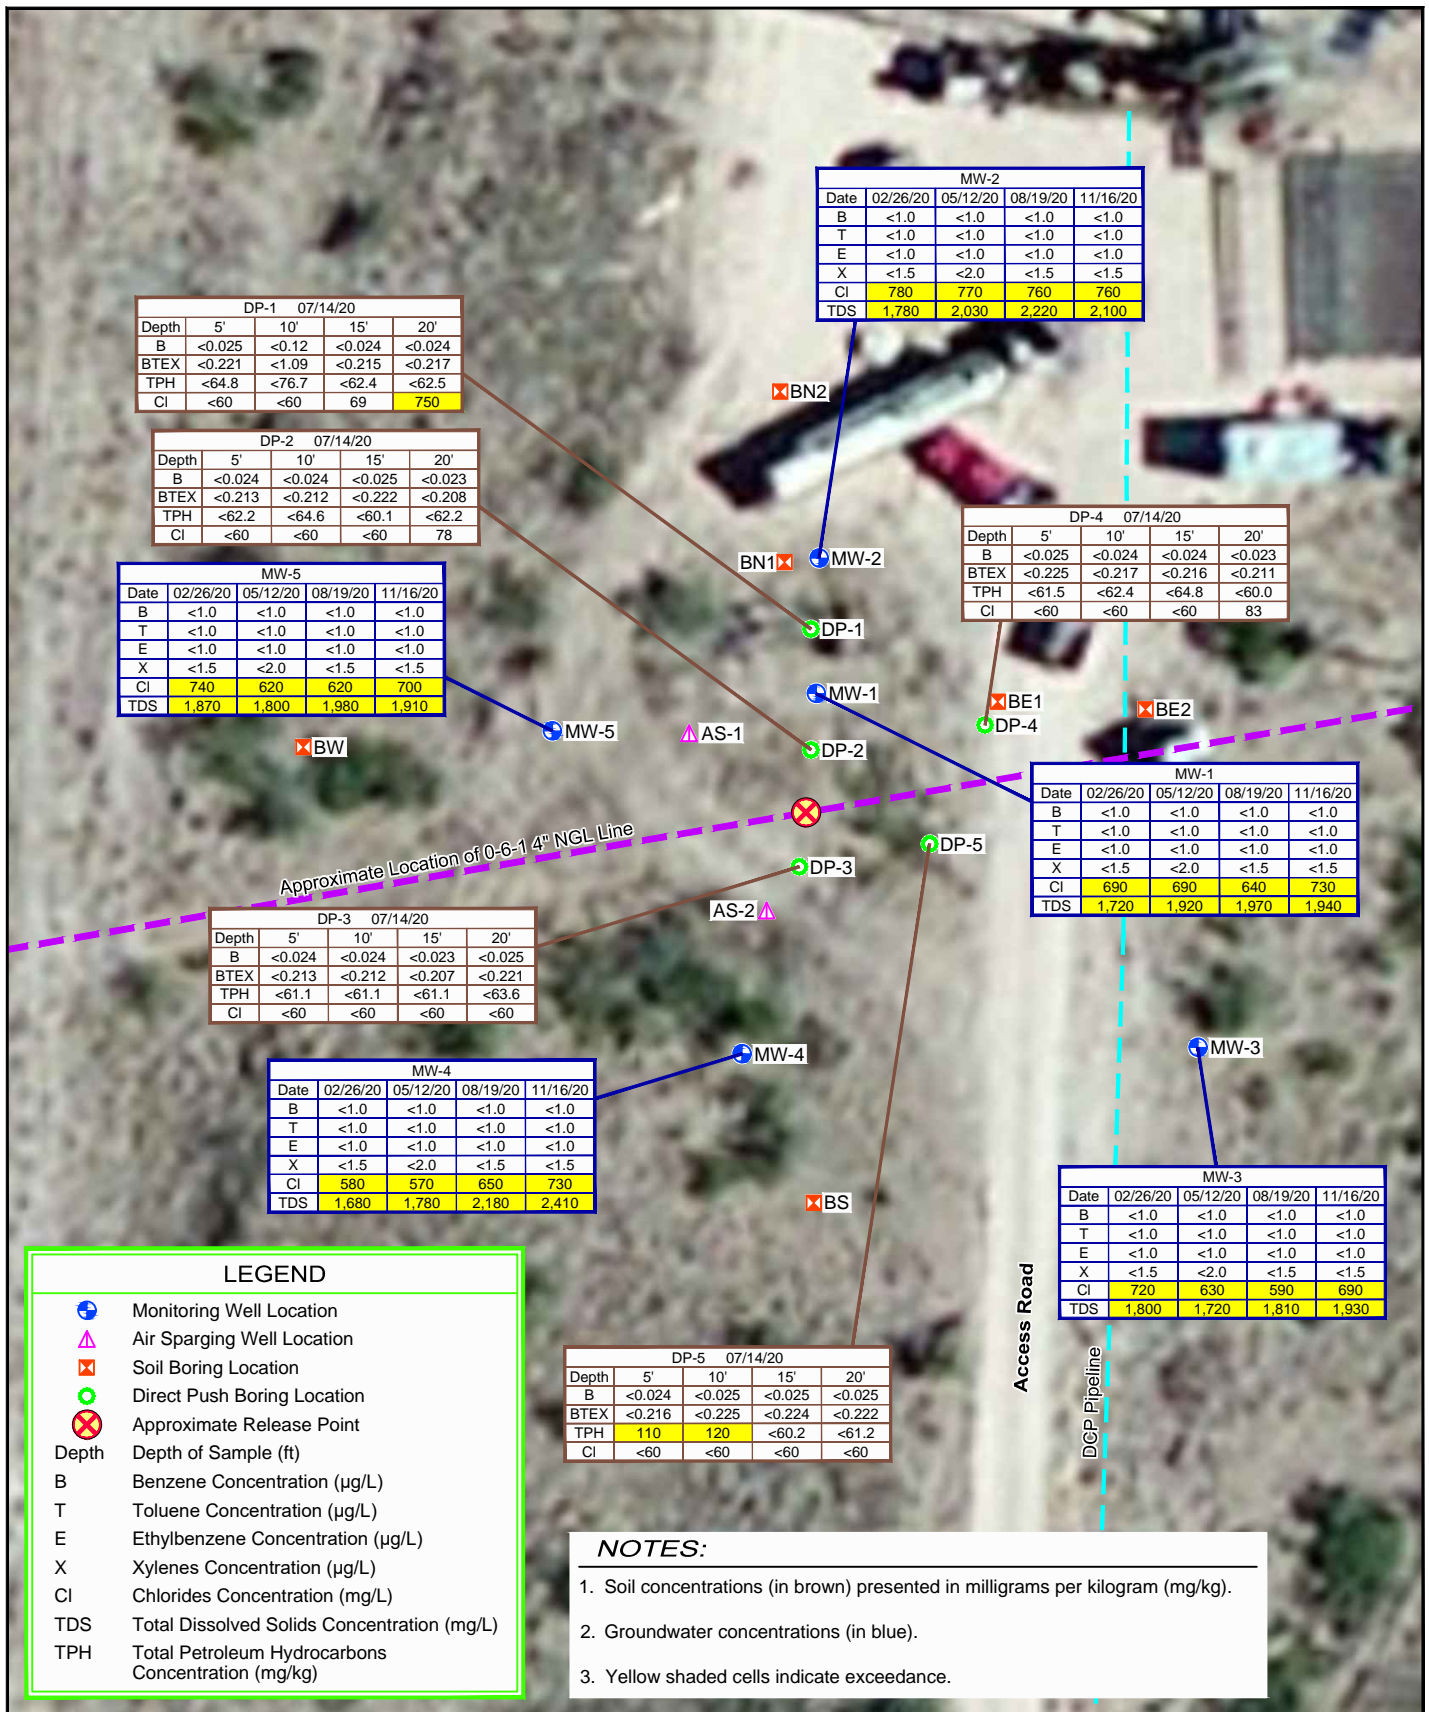 MW-2
Date 02/26/20 05/12/20 08/19/20 11/16/20
B <1.0 <1.0 <1.0 <1.0
T <1.0 <1.0 <1.0 <1.0
E <1.0 <1.0 <1.0 <1.0
X <1.5 <2.0 <1.5 <1.5
Cl 780 770 760 760
TDS 1,780 2,030 2,220 2,100
DP-1 07/14/20
Depth 5' 10' 15' 20'
B <0.025 <0.12 <0.024 <0.024
BTEX <0.221 <1.09 <0.215 <0.217
TPH <64.8 <76.7 <62.4 <62.5
Cl <60 <60 69 750
BN2
DP-2 07/14/20
Depth 5' 10' 15' 20'
B <0.024 <0.024 <0.025 <0.023
BTEX <0.213 <0.212 <0.222 <0.208
TPH <62.2 <64.6 <60.1 <62.2
Cl <60 <60 <60 78
DP-4 07/14/20
Depth 5' 10' 15' 20'
B <0.025 <0.024 <0.024 <0.023
BTEX <0.225 <0.217 <0.216 <0.211
TPH <61.5 <62.4 <64.8 <60.0
Cl <60 <60 <60 83
BN1
MW-2
MW-5
Date 02/26/20 05/12/20 08/19/20 11/16/20
B <1.0 <1.0 <1.0 <1.0
T <1.0 <1.0 <1.0 <1.0
E <1.0 <1.0 <1.0 <1.0
X <1.5 <2.0 <1.5 <1.5
Cl 740 620 620 700
TDS 1,870 1,800 1,980 1,910
DP-1
MW-1
BE1
BE2
DP-4
MW-5
AS-1
BW
DP-2
MW-1
Date 02/26/20 05/12/20 08/19/20 11/16/20
B <1.0 <1.0 <1.0 <1.0
T <1.0 <1.0 <1.0 <1.0
E <1.0 <1.0 <1.0 <1.0
X <1.5 <2.0 <1.5 <1.5
Cl 690 690 640 730
TDS 1,720 1,920 1,970 1,940
Approximate Location of 0-6-1 4" NGL Line
DP-5
DP-3
AS-2
DP-3 07/14/20
Depth 5' 10' 15' 20'
B <0.024 <0.024 <0.023 <0.025
BTEX <0.213 <0.212 <0.207 <0.221
TPH <61.1 <61.1 <61.1 <63.6
Cl <60 <60 <60 <60
MW-4
MW-3
MW-4
Date 02/26/20 05/12/20 08/19/20 11/16/20
B <1.0 <1.0 <1.0 <1.0
T <1.0 <1.0 <1.0 <1.0
E <1.0 <1.0 <1.0 <1.0
X <1.5 <2.0 <1.5 <1.5
Cl 580 570 650 730
TDS 1,680 1,780 2,180 2,410
BS
MW-3
Date 02/26/20 05/12/20 08/19/20 11/16/20
B <1.0 <1.0 <1.0 <1.0
T <1.0 <1.0 <1.0 <1.0
E <1.0 <1.0 <1.0 <1.0
X <1.5 <2.0 <1.5 <1.5
Cl 720 630 590 690
TDS 1,800 1,720 1,810 1,930
Access Road
DCP Pipeline
DP-5 07/14/20
Depth 5' 10' 15' 20'
B <0.024 <0.025 <0.025 <0.025
BTEX <0.216 <0.225 <0.224 <0.222
TPH 110 120 <60.2 <61.2
Cl <60 <60 <60 <60
LEGEND
Monitoring Well Location
Air Sparging Well Location
Soil Boring Location
Direct Push Boring Location
Approximate Release Point
Depth Depth of Sample (ft)
B Benzene Concentration (µg/L)
T Toluene Concentration (µg/L)
E Ethylbenzene Concentration (µg/L)
X Xylenes Concentration (µg/L)
Cl Chlorides Concentration (mg/L)
TDS Total Dissolved Solids Concentration (mg/L)
TPH Total Petroleum Hydrocarbons
Concentration (mg/kg)
NOTES:
1. Soil concentrations (in brown) presented in milligrams per kilogram (mg/kg).
2. Groundwater concentrations (in blue).
3. Yellow shaded cells indicate exceedance.